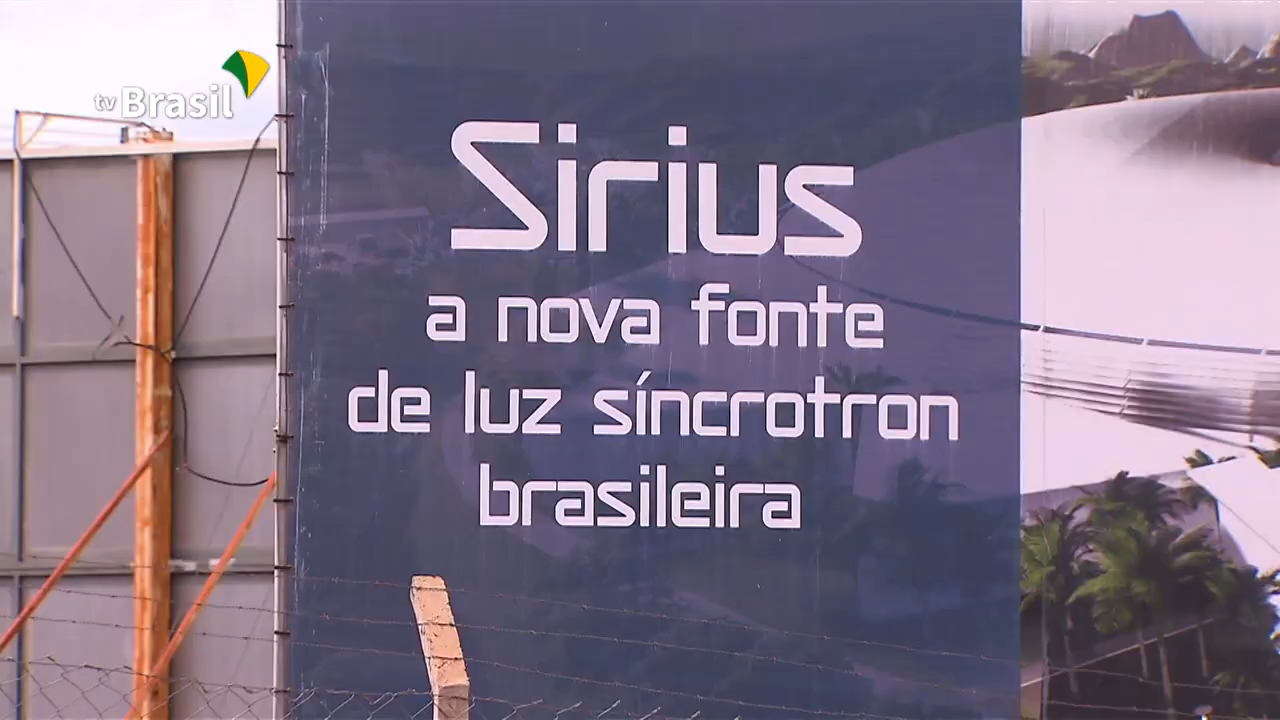 tv Brasil
Sirius
a nova fonte
de luz síncrotron
brasileira